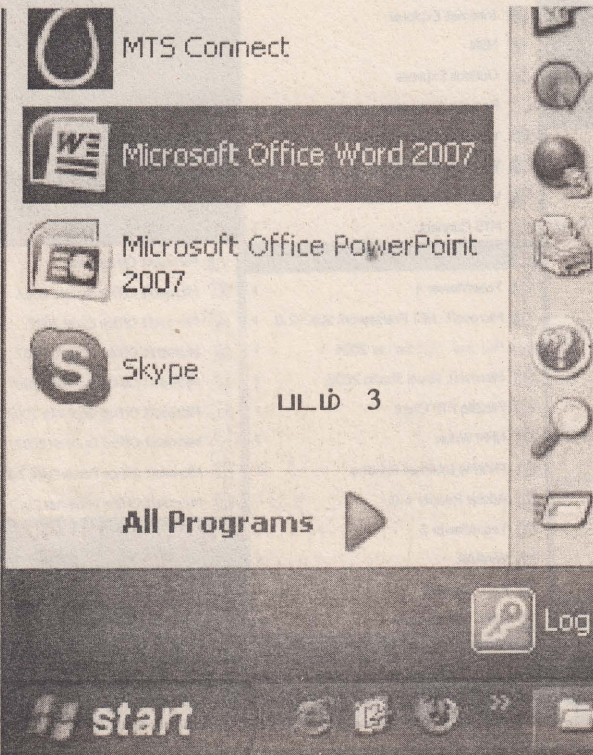 MTS Connect
Microsoft Office Word 2007
Microsoft Office PowerPoint
2007
Skype
படம் 3
All Programs
Log
start